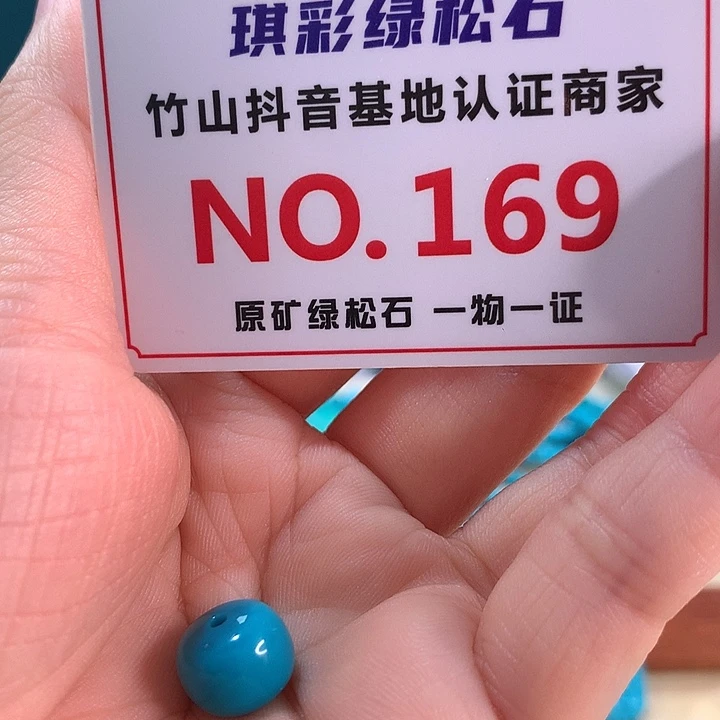 琪彩绿松石
竹山抖音基地认证商家
NO.169
原矿绿松石 一物一证